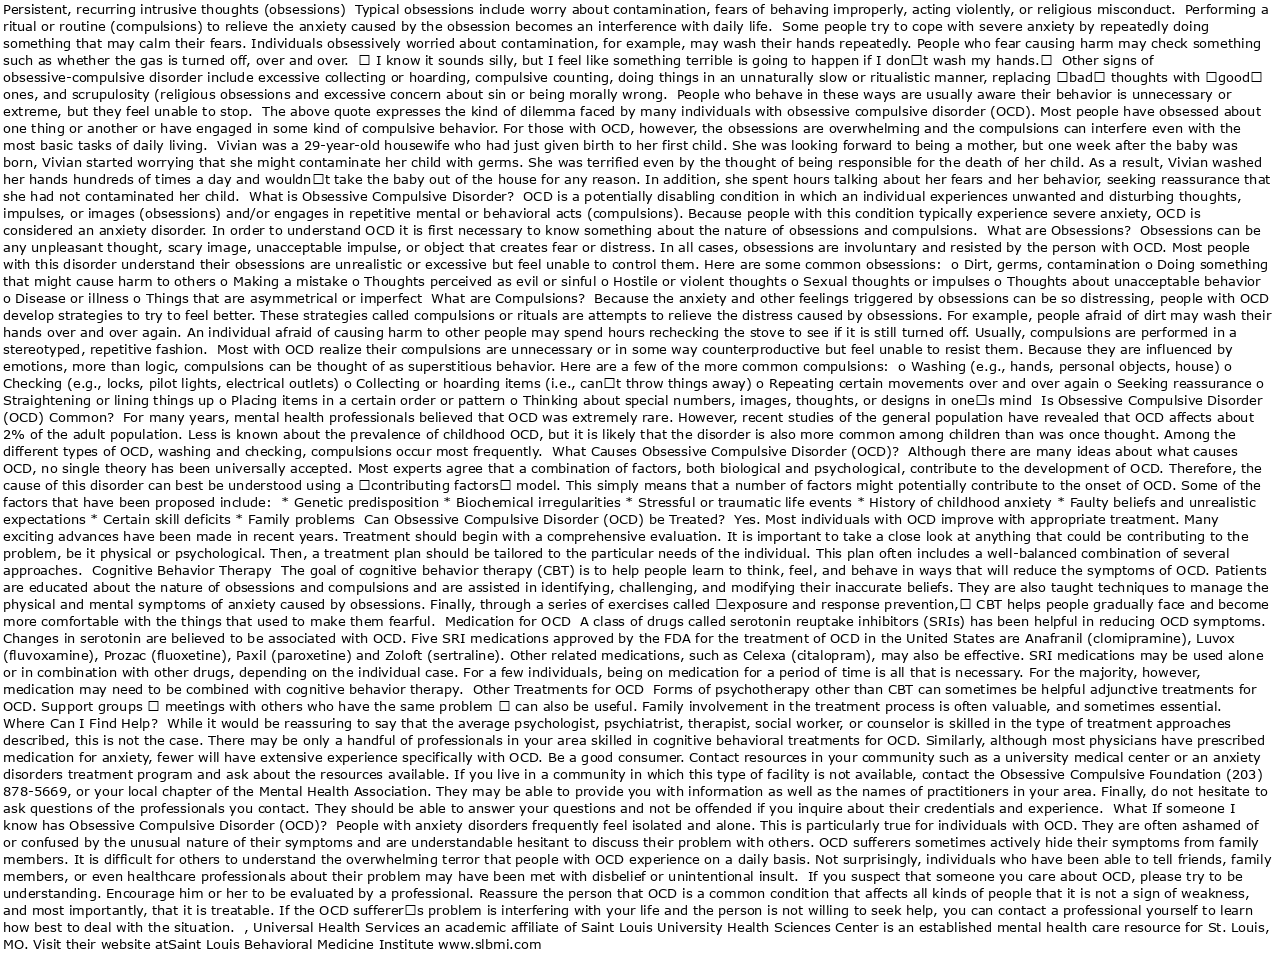 Persistent, recurring intrusive thoughts (obsessions)  Typical obsessions include worry about contamination, fears of behaving improperly, acting violently, or religious misconduct.  Performing a
ritual or routine (compulsions) to relieve the anxiety caused by the obsession becomes an interference with daily life.  Some people try to cope with severe anxiety by repeatedly doing
something that may calm their fears. Individuals obsessively worried about contamination, for example, may wash their hands repeatedly. People who fear causing harm may check something
such as whether the gas is turned off, over and over.  □ I know it sounds silly, but I feel like something terrible is going to happen if I don□t wash my hands.□  Other signs of
obsessive-compulsive disorder include excessive collecting or hoarding, compulsive counting, doing things in an unnaturally slow or ritualistic manner, replacing □bad□ thoughts with □good□
ones, and scrupulosity (religious obsessions and excessive concern about sin or being morally wrong.  People who behave in these ways are usually aware their behavior is unnecessary or
extreme, but they feel unable to stop.  The above quote expresses the kind of dilemma faced by many individuals with obsessive compulsive disorder (OCD). Most people have obsessed about
one thing or another or have engaged in some kind of compulsive behavior. For those with OCD, however, the obsessions are overwhelming and the compulsions can interfere even with the
most basic tasks of daily living.  Vivian was a 29-year-old housewife who had just given birth to her first child. She was looking forward to being a mother, but one week after the baby was
born, Vivian started worrying that she might contaminate her child with germs. She was terrified even by the thought of being responsible for the death of her child. As a result, Vivian washed
her hands hundreds of times a day and wouldn□t take the baby out of the house for any reason. In addition, she spent hours talking about her fears and her behavior, seeking reassurance that
she had not contaminated her child.  What is Obsessive Compulsive Disorder?  OCD is a potentially disabling condition in which an individual experiences unwanted and disturbing thoughts,
impulses, or images (obsessions) and/or engages in repetitive mental or behavioral acts (compulsions). Because people with this condition typically experience severe anxiety, OCD is
considered an anxiety disorder. In order to understand OCD it is first necessary to know something about the nature of obsessions and compulsions.  What are Obsessions?  Obsessions can be
any unpleasant thought, scary image, unacceptable impulse, or object that creates fear or distress. In all cases, obsessions are involuntary and resisted by the person with OCD. Most people
with this disorder understand their obsessions are unrealistic or excessive but feel unable to control them. Here are some common obsessions:  o Dirt, germs, contamination o Doing something
that might cause harm to others o Making a mistake o Thoughts perceived as evil or sinful o Hostile or violent thoughts o Sexual thoughts or impulses o Thoughts about unacceptable behavior
o Disease or illness o Things that are asymmetrical or imperfect  What are Compulsions?  Because the anxiety and other feelings triggered by obsessions can be so distressing, people with OCD
develop strategies to try to feel better. These strategies called compulsions or rituals are attempts to relieve the distress caused by obsessions. For example, people afraid of dirt may wash their
hands over and over again. An individual afraid of causing harm to other people may spend hours rechecking the stove to see if it is still turned off. Usually, compulsions are performed in a
stereotyped, repetitive fashion.  Most with OCD realize their compulsions are unnecessary or in some way counterproductive but feel unable to resist them. Because they are influenced by
emotions, more than logic, compulsions can be thought of as superstitious behavior. Here are a few of the more common compulsions:  o Washing (e.g., hands, personal objects, house) o
Checking (e.g., locks, pilot lights, electrical outlets) o Collecting or hoarding items (i.e., can□t throw things away) o Repeating certain movements over and over again o Seeking reassurance o
Straightening or lining things up o Placing items in a certain order or pattern o Thinking about special numbers, images, thoughts, or designs in one□s mind  Is Obsessive Compulsive Disorder
(OCD) Common?  For many years, mental health professionals believed that OCD was extremely rare. However, recent studies of the general population have revealed that OCD affects about
2% of the adult population. Less is known about the prevalence of childhood OCD, but it is likely that the disorder is also more common among children than was once thought. Among the
different types of OCD, washing and checking, compulsions occur most frequently.  What Causes Obsessive Compulsive Disorder (OCD)?  Although there are many ideas about what causes
OCD, no single theory has been universally accepted. Most experts agree that a combination of factors, both biological and psychological, contribute to the development of OCD. Therefore, the
cause of this disorder can best be understood using a □contributing factors□ model. This simply means that a number of factors might potentially contribute to the onset of OCD. Some of the
factors that have been proposed include:  * Genetic predisposition * Biochemical irregularities * Stressful or traumatic life events * History of childhood anxiety * Faulty beliefs and unrealistic
expectations * Certain skill deficits * Family problems  Can Obsessive Compulsive Disorder (OCD) be Treated?  Yes. Most individuals with OCD improve with appropriate treatment. Many
exciting advances have been made in recent years. Treatment should begin with a comprehensive evaluation. It is important to take a close look at anything that could be contributing to the
problem, be it physical or psychological. Then, a treatment plan should be tailored to the particular needs of the individual. This plan often includes a well-balanced combination of several
approaches.  Cognitive Behavior Therapy  The goal of cognitive behavior therapy (CBT) is to help people learn to think, feel, and behave in ways that will reduce the symptoms of OCD. Patients
are educated about the nature of obsessions and compulsions and are assisted in identifying, challenging, and modifying their inaccurate beliefs. They are also taught techniques to manage the
physical and mental symptoms of anxiety caused by obsessions. Finally, through a series of exercises called □exposure and response prevention,□ CBT helps people gradually face and become
more comfortable with the things that used to make them fearful.  Medication for OCD  A class of drugs called serotonin reuptake inhibitors (SRIs) has been helpful in reducing OCD symptoms.
Changes in serotonin are believed to be associated with OCD. Five SRI medications approved by the FDA for the treatment of OCD in the United States are Anafranil (clomipramine), Luvox
(fluvoxamine), Prozac (fluoxetine), Paxil (paroxetine) and Zoloft (sertraline). Other related medications, such as Celexa (citalopram), may also be effective. SRI medications may be used alone
or in combination with other drugs, depending on the individual case. For a few individuals, being on medication for a period of time is all that is necessary. For the majority, however,
medication may need to be combined with cognitive behavior therapy.  Other Treatments for OCD  Forms of psychotherapy other than CBT can sometimes be helpful adjunctive treatments for
OCD. Support groups □ meetings with others who have the same problem □ can also be useful. Family involvement in the treatment process is often valuable, and sometimes essential.
Where Can I Find Help?  While it would be reassuring to say that the average psychologist, psychiatrist, therapist, social worker, or counselor is skilled in the type of treatment approaches
described, this is not the case. There may be only a handful of professionals in your area skilled in cognitive behavioral treatments for OCD. Similarly, although most physicians have prescribed
medication for anxiety, fewer will have extensive experience specifically with OCD. Be a good consumer. Contact resources in your community such as a university medical center or an anxiety
disorders treatment program and ask about the resources available. If you live in a community in which this type of facility is not available, contact the Obsessive Compulsive Foundation (203)
878-5669, or your local chapter of the Mental Health Association. They may be able to provide you with information as well as the names of practitioners in your area. Finally, do not hesitate to
ask questions of the professionals you contact. They should be able to answer your questions and not be offended if you inquire about their credentials and experience.  What If someone I
know has Obsessive Compulsive Disorder (OCD)?  People with anxiety disorders frequently feel isolated and alone. This is particularly true for individuals with OCD. They are often ashamed of
or confused by the unusual nature of their symptoms and are understandable hesitant to discuss their problem with others. OCD sufferers sometimes actively hide their symptoms from family
members. It is difficult for others to understand the overwhelming terror that people with OCD experience on a daily basis. Not surprisingly, individuals who have been able to tell friends, family
members, or even healthcare professionals about their problem may have been met with disbelief or unintentional insult.  If you suspect that someone you care about OCD, please try to be
understanding. Encourage him or her to be evaluated by a professional. Reassure the person that OCD is a common condition that affects all kinds of people that it is not a sign of weakness,
and most importantly, that it is treatable. If the OCD sufferer□s problem is interfering with your life and the person is not willing to seek help, you can contact a professional yourself to learn
how best to deal with the situation.  , Universal Health Services an academic affiliate of Saint Louis University Health Sciences Center is an established mental health care resource for St. Louis,
MO. Visit their website atSaint Louis Behavioral Medicine Institute www.slbmi.com